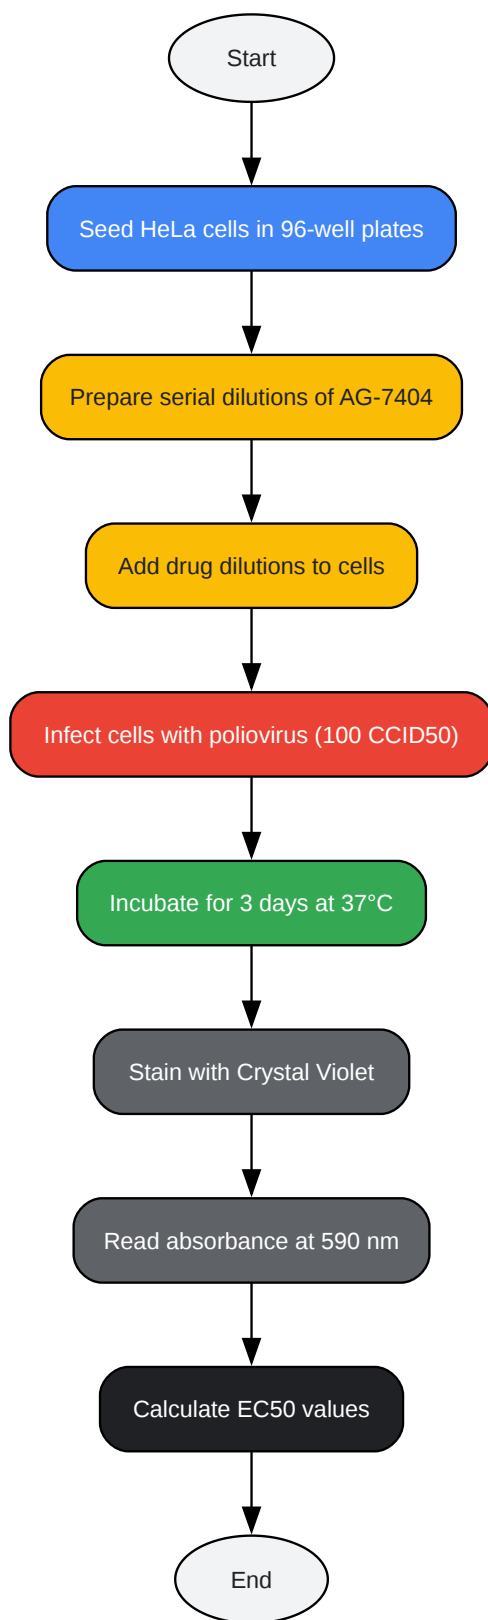 Start
Seed HeLa cells in 96-well plates
Prepare serial dilutions of AG-7404
Add drug dilutions to cells
Infect cells with poliovirus (100 CCID50)
Incubate for 3 days at 37°C
Stain with Crystal Violet
Read absorbance at 590 nm
Calculate EC50 values
End